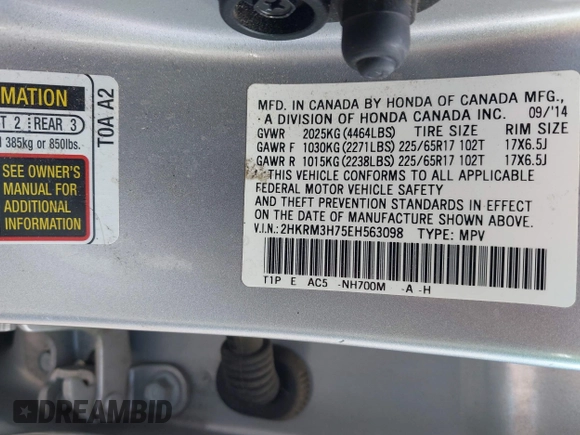 MATION
T 2 REAR 3
d 385kg or 850lbs.
SEE OWNER'S
MANUAL FOR
ADDITIONAL
INFORMATION
T0A A2
MFD. IN CANADA BY HONDA OF CANADA MFG.,
A DIVISION OF HONDA CANADA INC. 09/'14
GVWR 2025KG(4464LBS) TIRE SIZE RIM SIZE
GAWR F 1030KG(2271LBS) 225/65R17 102T 17X6.5J
GAWR R 1015KG(2238LBS) 225/65R17 102T 17X6.5J
THIS VEHICLE CONFORMS TO ALL APPLICABLE
FEDERAL MOTOR VEHICLE SAFETY
AND THEFT PREVENTION STANDARDS IN EFFECT
ON THE DATE OF MANUFACTURE SHOWN ABOVE.
V.I.N.:2HKRM3H75EH563098 TYPE: MPV
T1P E AC5 -NH700M -A -H
DREAMBID